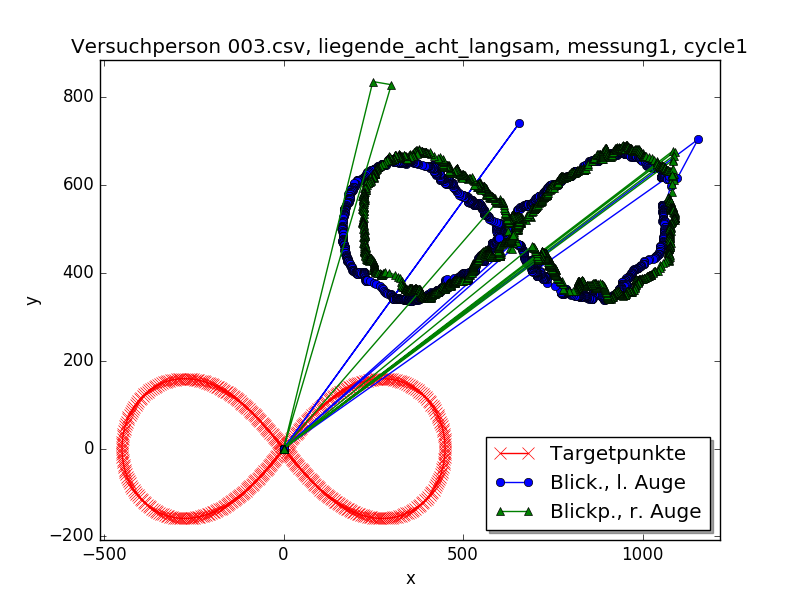 Versuchperson 003.csv, liegende_acht_langsam, messung1, cycle1
800
600
400
200
0
−200
y
−500
0
500
1000
x
Targetpunkte
Blick., l. Auge
Blickp., r. Auge